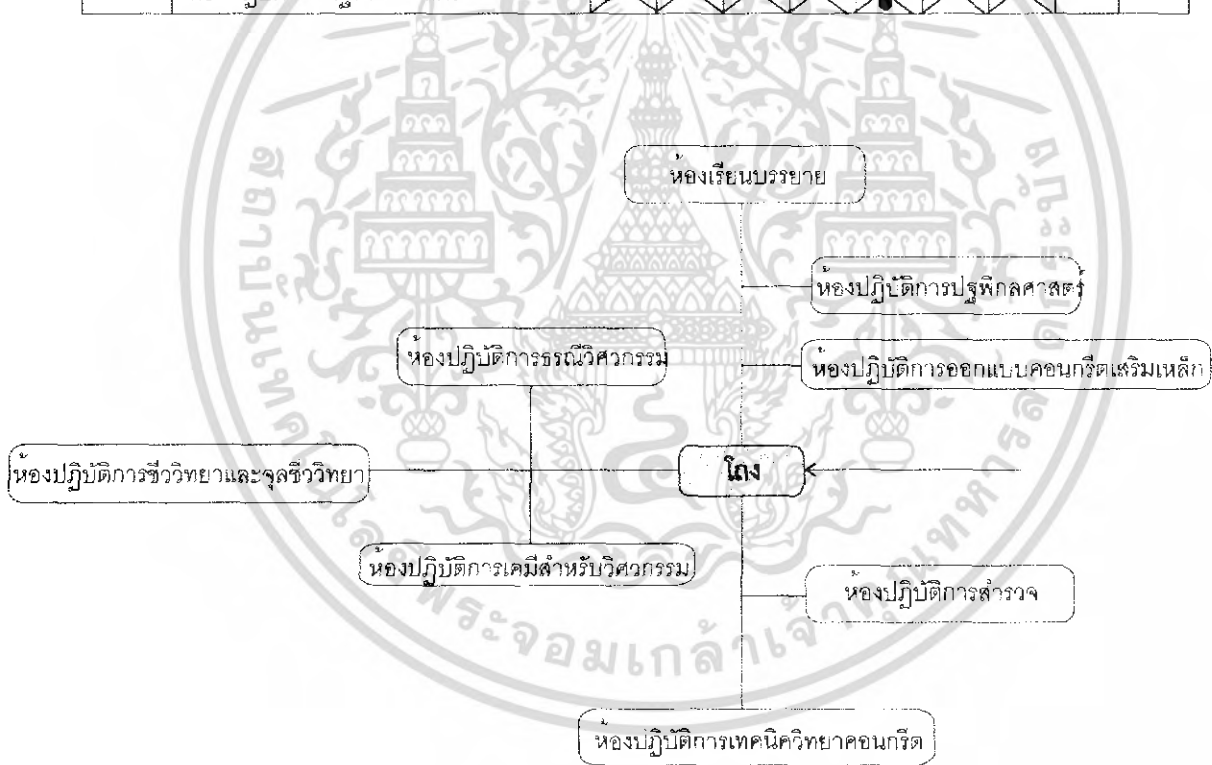 ห้องเรียนบรรยาย
ห้องปฏิบัติการปฐพีกลศาสตร์
ห้องปฏิบัติการธรณีวิศวกรรม
ห้องปฏิบัติการออกแบบคอนกรีตเสริมเหล็ก
ห้องปฏิบัติการชีววิทยาและจุลชีววิทยา
โถง
ห้องปฏิบัติการเคมีสำหรับวิศวกรรม
ห้องปฏิบัติการสำรวจ
ห้องปฏิบัติการเทคนิควิทยาคอนกรีต